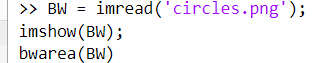 >> BW = imread('circles.png');
imshow(BW);
bwarea(BW)